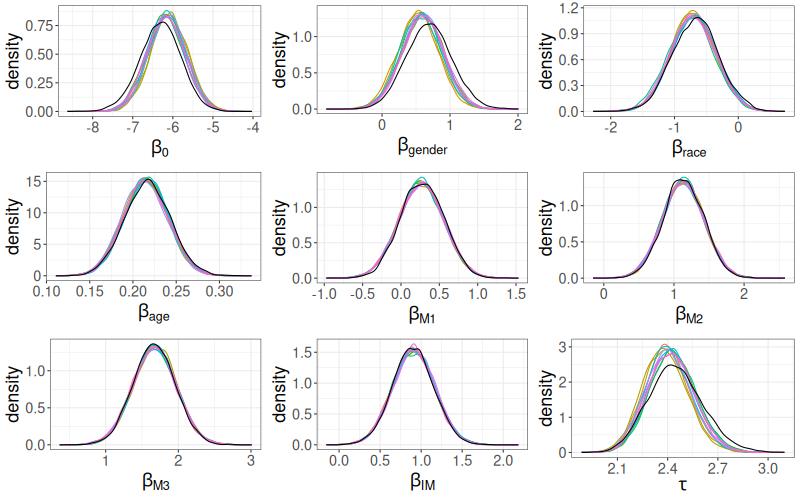 density
0.75
0.50
0.25
0.00
-8 -7 -6 -5 -4
β0
density
1.0
0.5
0.0
0 1 2
βgender
density
1.2
0.9
0.6
0.3
0.0
-2 -1 0
βrace
density
15
10
5
0
0.10 0.15 0.20 0.25 0.30
βage
density
1.0
0.5
0.0
-1.0 -0.5 0.0 0.5 1.0 1.5
βM1
density
1.0
0.5
0.0
0 1 2
βM2
density
1.0
0.5
0.0
1 2 3
βM3
density
1.5
1.0
0.5
0.0
0.0 0.5 1.0 1.5 2.0
βIM
density
3
2
1
0
2.1 2.4 2.7 3.0
τ